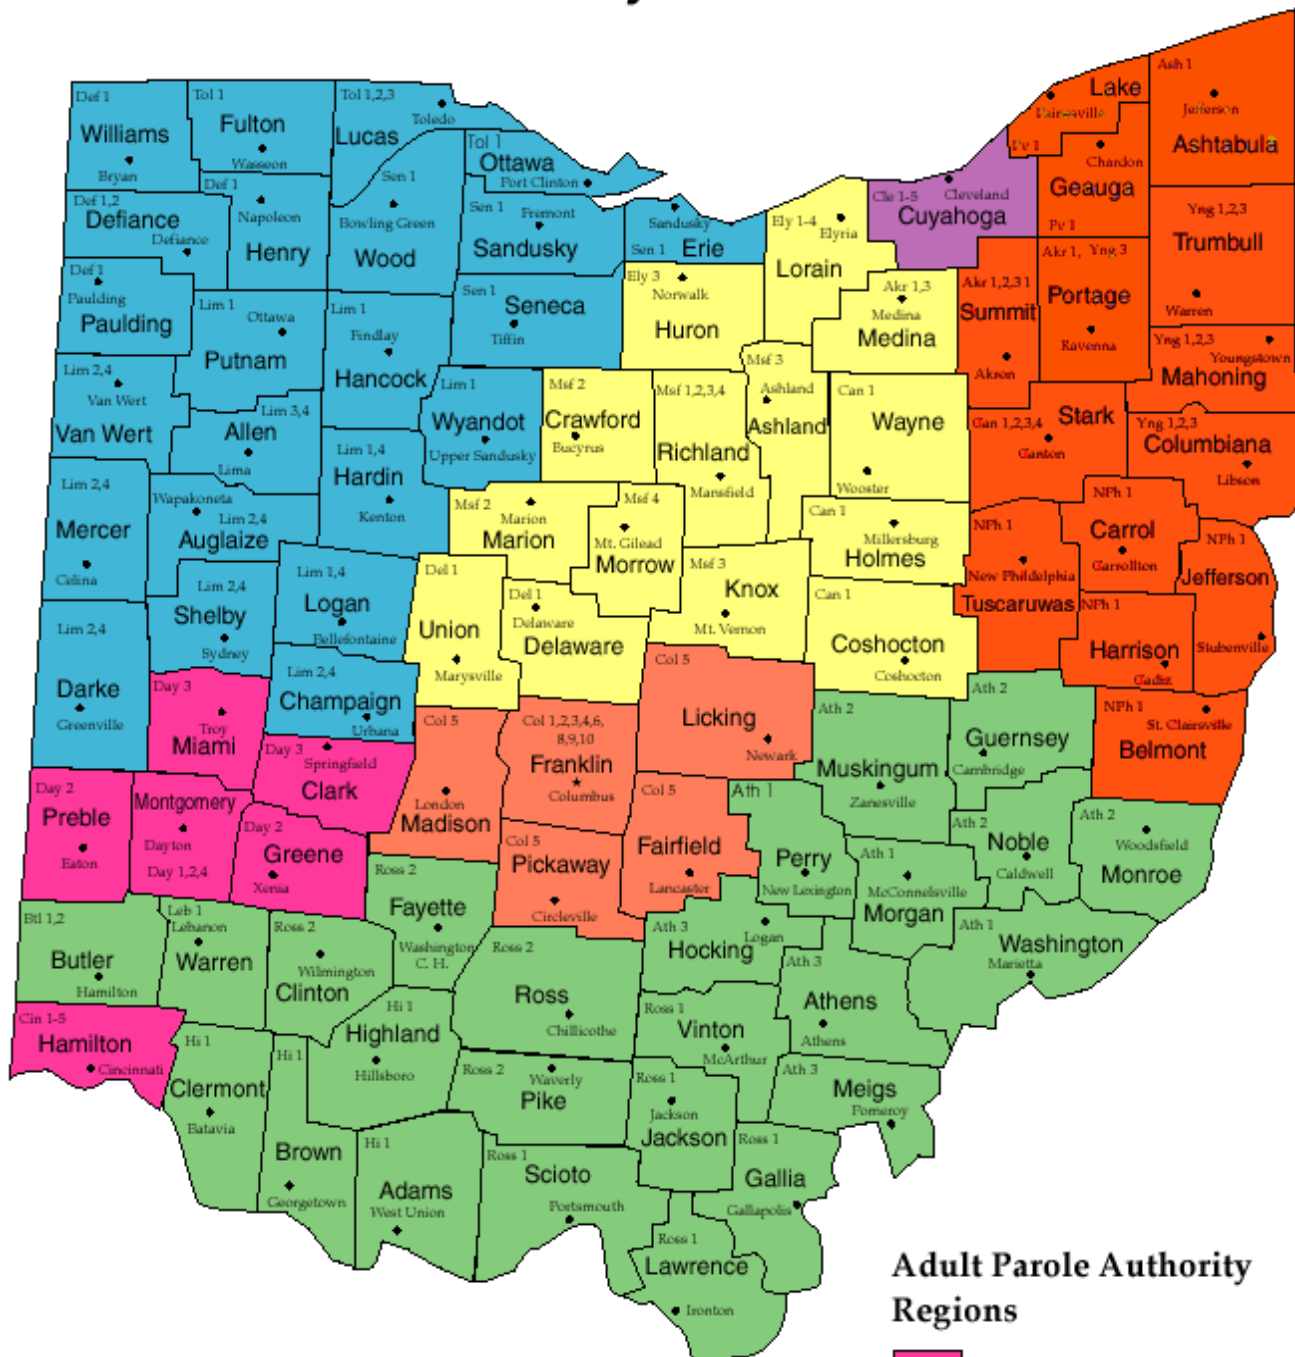 Def 1
Williams
Bryan
Tol 1
Fulton
Wasseon
Tol 1,2,3
Toledo
Lucas
Tol 1
Ottawa
Port Clinton
Sen 1
Bowling Green
Wood
Def 1,2
Defiance
Defiance
Def 1
Napoleon
Henry
Sen 1
Fremont
Sandusky
Sandusky
Sen 1
Erie
Def 1
Paulding
Paulding
Lim 1
Ottawa
Putnam
Lim 1
Findlay
Hancock
Sen 1
Seneca
Tiffin
Lim 2,4
Van Wert
Van Wert
Lim 3,4
Allen
Lima
Lim 1
Wyandot
Upper Sandusky
Lim 1,4
Hardin
Kenton
Lim 2,4
Mercer
Celina
Wapakoneta
Lim 2,4
Auglaize
Lim 2,4
Shelby
Sydney
Lim 1,4
Logan
Bellefontaine
Lim 2,4
Champaign
Urbana
Lim 2,4
Darke
Greenville
Ely 1-4
Elyria
Lorain
Ely 3
Norwalk
Huron
Akr 1,3
Medina
Medina
Msf 2
Crawford
Bucyrus
Msf 1,2,3,4
Richland
Mansfield
Msf 3
Ashland
Ashland
Can 1
Wayne
Wooster
Msf 2
Marion
Marion
Msf 4
Mt. Gilead
Morrow
Can 1
Millersburg
Holmes
Del 1
Union
Marysville
Del 1
Delaware
Delaware
Msf 3
Knox
Mt. Vernon
Can 1
Coshocton
Coshocton
Cle 1-5
Cleveland
Cuyahoga
Lake
Painesville
Pv 1
Ash 1
Jefferson
Ashtabula
Chardon
Geauga
Pv 1
Yng 1,2,3
Trumbull
Warren
Akr 1,2,3 1
Summit
Akron
Akr 1, Yng 3
Portage
Ravenna
Yng 1,2,3
Youngstown
Mahoning
Can 1,2,3,4
Stark
Canton
Yng 1,2,3
Columbiana
Libson
NPh 1
Carrol
Carrollton
NPh 1
New Phildelphia
Tuscaruwas
NPh 1
Jefferson
Stubenville
NPh 1
Harrison
Cadiz
NPh 1
St. Clairsville
Belmont
Day 3
Troy
Miami
Day 3
Springfield
Clark
Day 2
Preble
Eaton
Montgomery
Dayton
Day 1,2,4
Day 2
Greene
Xenia
Cin 1-5
Hamilton
Cincinnati
Col 5
London
Madison
Col 1,2,3,4,6,
8,9,10
Franklin
Columbus
Col 5
Licking
Newark
Col 5
Pickaway
Circleville
Col 5
Fairfield
Lancaster
Ath 2
Muskingum
Zanesville
Ath 2
Guernsey
Cambridge
Ath 1
Perry
New Lexington
Ath 1
McConnelsville
Morgan
Ath 2
Noble
Caldwell
Ath 2
Woodsfield
Monroe
Ath 1
Washington
Marietta
Btl 1,2
Butler
Hamilton
Leb 1
Lebanon
Warren
Ross 2
Wilmington
Clinton
Ross 2
Fayette
Washington
C. H.
Ross 2
Ross
Chillicothe
Ath 3
Logan
Hocking
Ath 3
Athens
Athens
Ross 1
Vinton
McArthur
Ath 3
Meigs
Pomeroy
Hi 1
Highland
Hillsboro
Hi 1
Clermont
Batavia
Hi 1
Brown
Georgetown
Hi 1
Adams
West Union
Ross 2
Waverly
Pike
Ross 1
Jackson
Jackson
Ross 1
Scioto
Portsmouth
Ross 1
Gallia
Gallapolis
Ross 1
Lawrence
Ironton
Adult Parole Authority
Regions